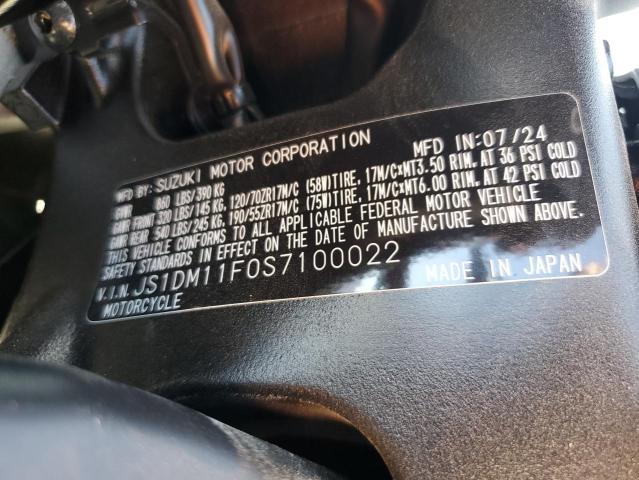 MFD BY: SUZUKI MOTOR CORPORATION MFD IN:07/24
GVWR 860 LBS/390 KG
GAWR FRONT 320 LBS/145 KG, 120/70ZR17M/C (58W)TIRE, 17M/C×MT3.50 RIM, AT 36 PSI COLD
GAWR REAR 540 LBS/245 KG, 190/55ZR17M/C (75W)TIRE, 17M/C×MT6.00 RIM, AT 42 PSI COLD
THIS VEHICLE CONFORMS TO ALL APPLICABLE FEDERAL MOTOR VEHICLE
SAFETY STANDARDS IN EFFECT ON THE DATE OF MANUFACTURE SHOWN ABOVE.
V.I.N. JS1DM11F0S7100022 MADE IN JAPAN
MOTORCYCLE